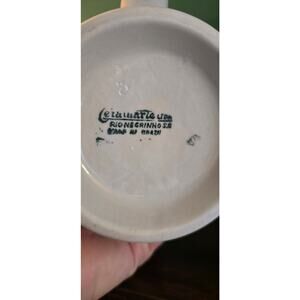 Ceramarte LTDA
RIO NEGRINHO S.B
MADE IN BRAZIL